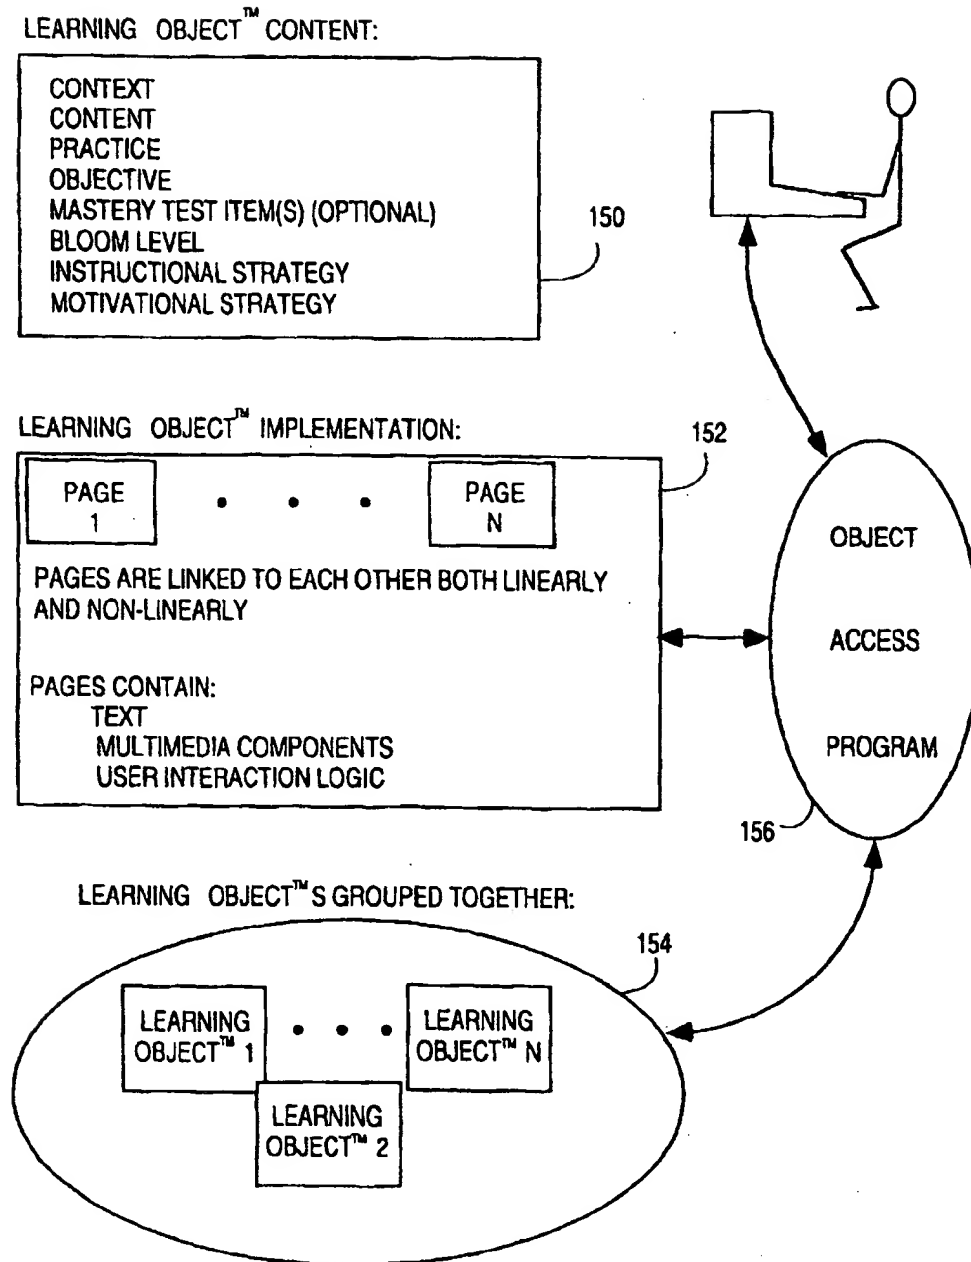 LEARNING OBJECT™ CONTENT:
CONTEXT
CONTENT
PRACTICE
OBJECTIVE
MASTERY TEST ITEM(S) (OPTIONAL)
BLOOM LEVEL
INSTRUCTIONAL STRATEGY
MOTIVATIONAL STRATEGY
150
LEARNING OBJECT™ IMPLEMENTATION:
152
PAGE
1
• • •
PAGE
N
PAGES ARE LINKED TO EACH OTHER BOTH LINEARLY
AND NON-LINEARLY
PAGES CONTAIN:
TEXT
MULTIMEDIA COMPONENTS
USER INTERACTION LOGIC
OBJECT
ACCESS
PROGRAM
156
LEARNING OBJECT™S GROUPED TOGETHER:
154
LEARNING
OBJECT™ 1
• • •
LEARNING
OBJECT™ N
LEARNING
OBJECT™ 2